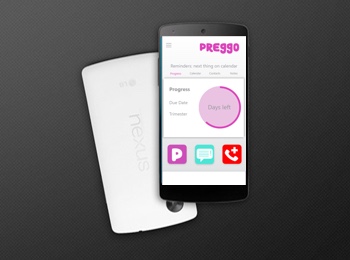 PREGGO
Reminders, next thing on calendar
Progress
Progress
Due Date
Trimester
Days left
P
LG
nexus